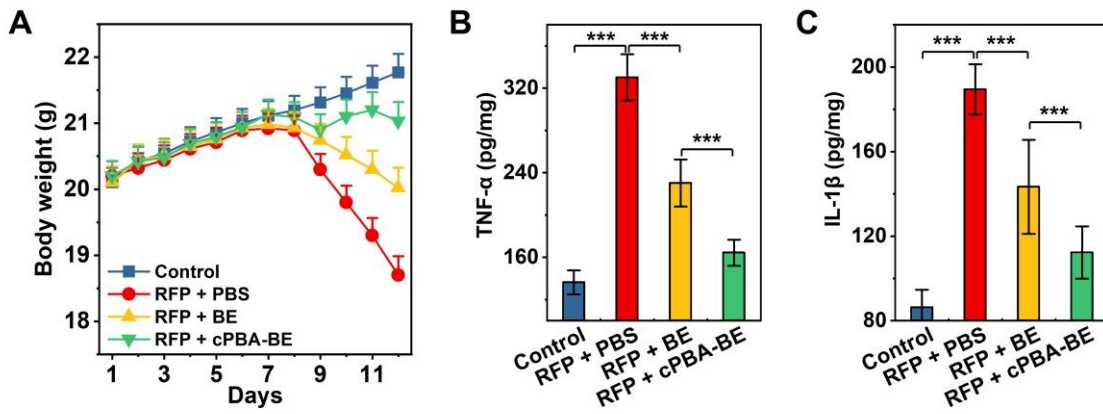 A
Body weight (g)
22
21
20
19
18
Control
RFP + PBS
RFP + BE
RFP + cPBA-BE
1 3 5 7 9 11
Days
B
TNF-α (pg/mg)
320
240
160
*** ***
***
Control
RFP + PBS
RFP + BE
RFP + cPBA-BE
C
IL-1β (pg/mg)
200
160
120
80
*** ***
***
Control
RFP + PBS
RFP + BE
RFP + cPBA-BE